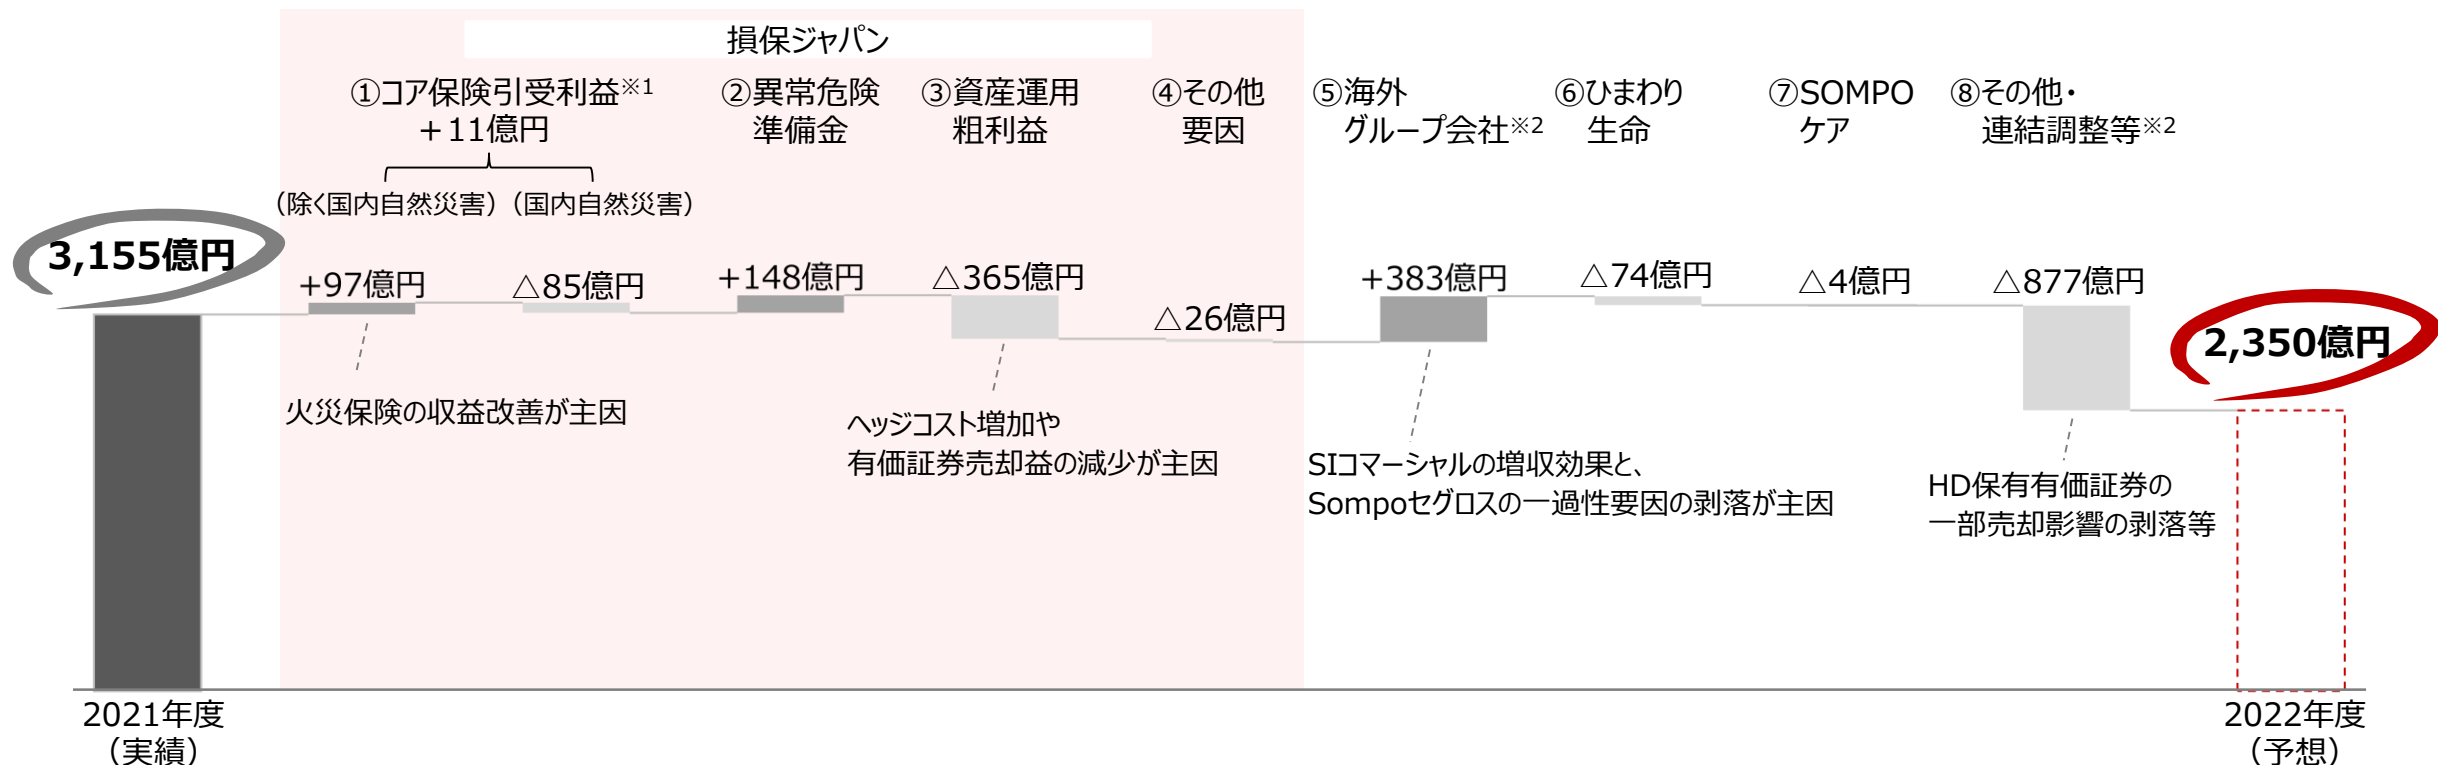 損保ジャパン
①コア保険引受利益※1
+11億円
（除く国内自然災害）（国内自然災害）
②異常危険
準備金
③資産運用
粗利益
④その他
要因
⑤海外
グループ会社※2
⑥ひまわり
生命
⑦SOMPO
ケア
⑧その他・
連結調整等※2
3,155億円
+97億円
△85億円
+148億円
△365億円
△26億円
+383億円
△74億円
△4億円
△877億円
2,350億円
火災保険の収益改善が主因
ヘッジコスト増加や
有価証券売却益の減少が主因
SIコマーシャルの増収効果と、
Sompoセグロスの一過性要因の剥落が主因
HD保有有価証券の
一部売却影響の剥落等
2021年度
（実績）
2022年度
（予想）